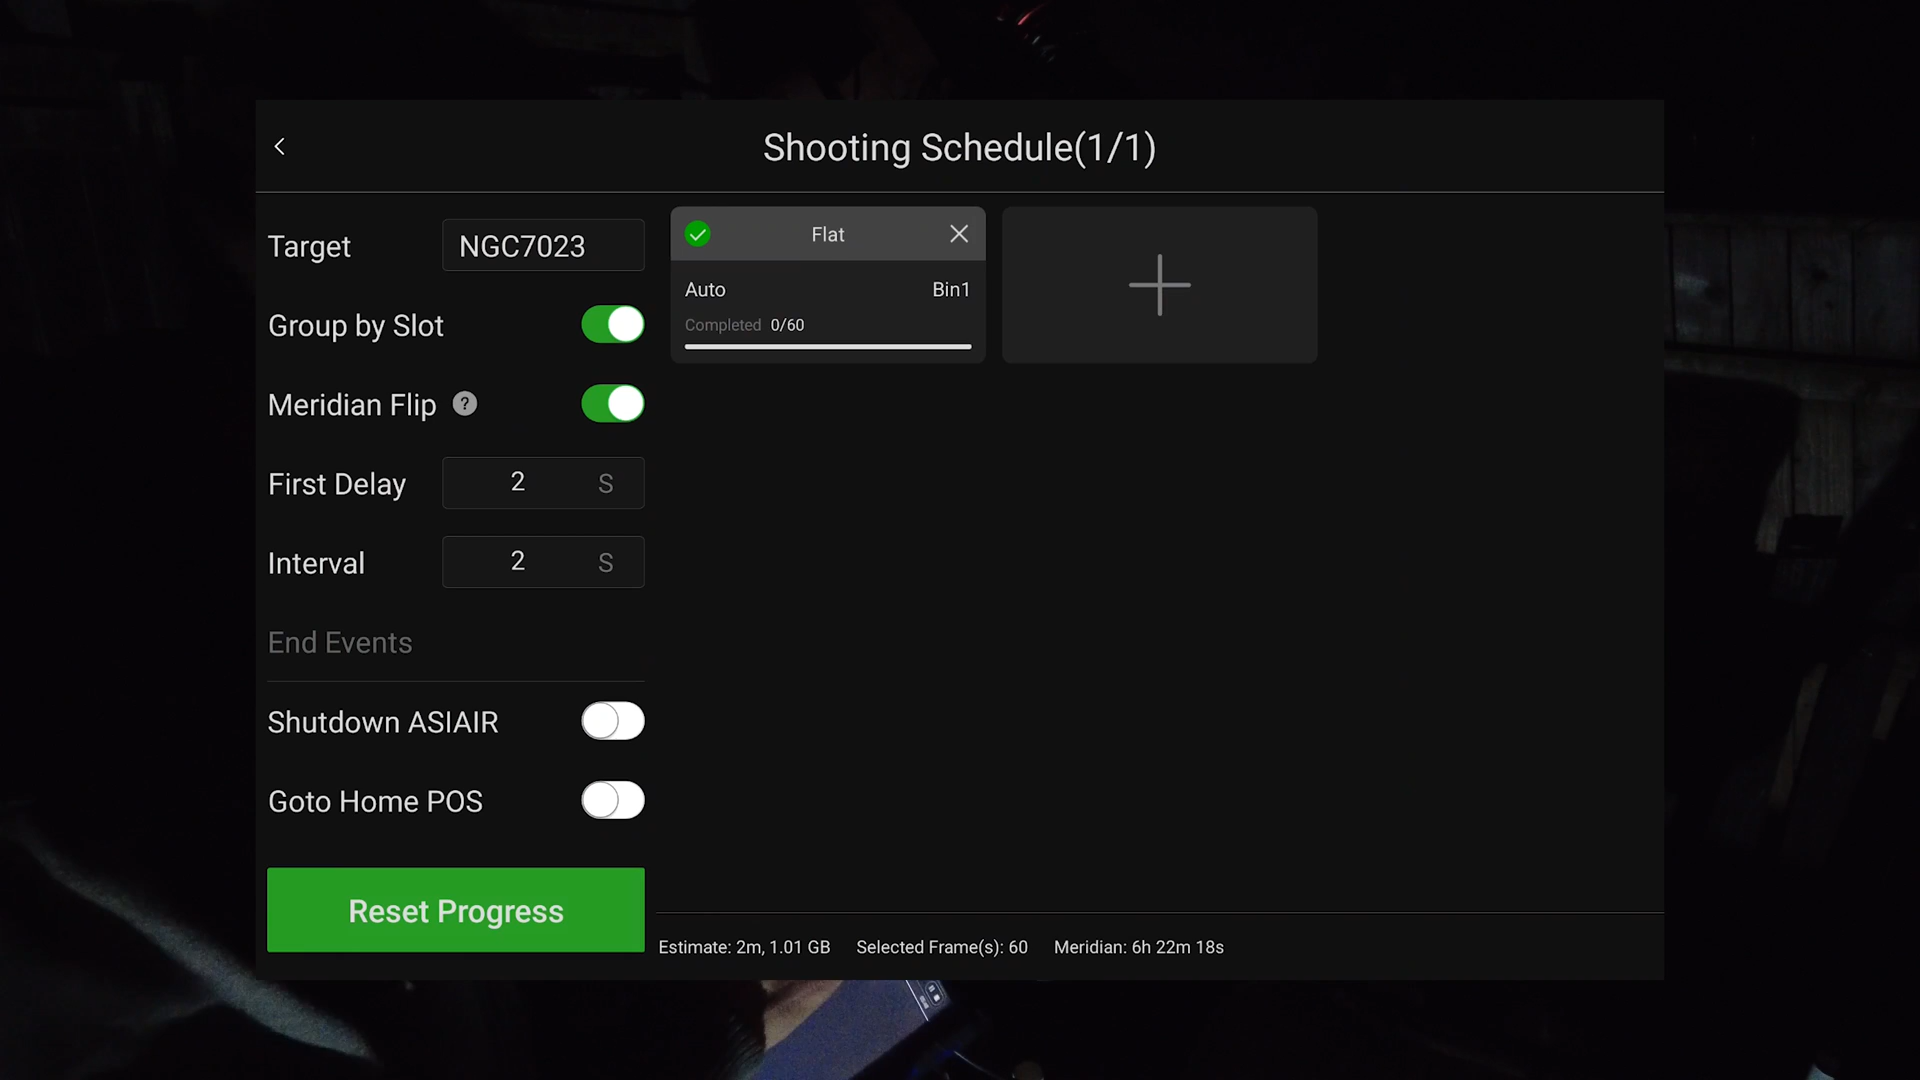 Shooting Schedule(1/1)
Target NGC7023
Group by Slot
Meridian Flip ?
First Delay 2 S
Interval 2 S
End Events
Shutdown ASIAIR
Goto Home POS
Reset Progress
Flat
Auto Bin1
Completed 0/60
Estimate: 2m, 1.01 GB Selected Frame(s): 60 Meridian: 6h 22m 18s